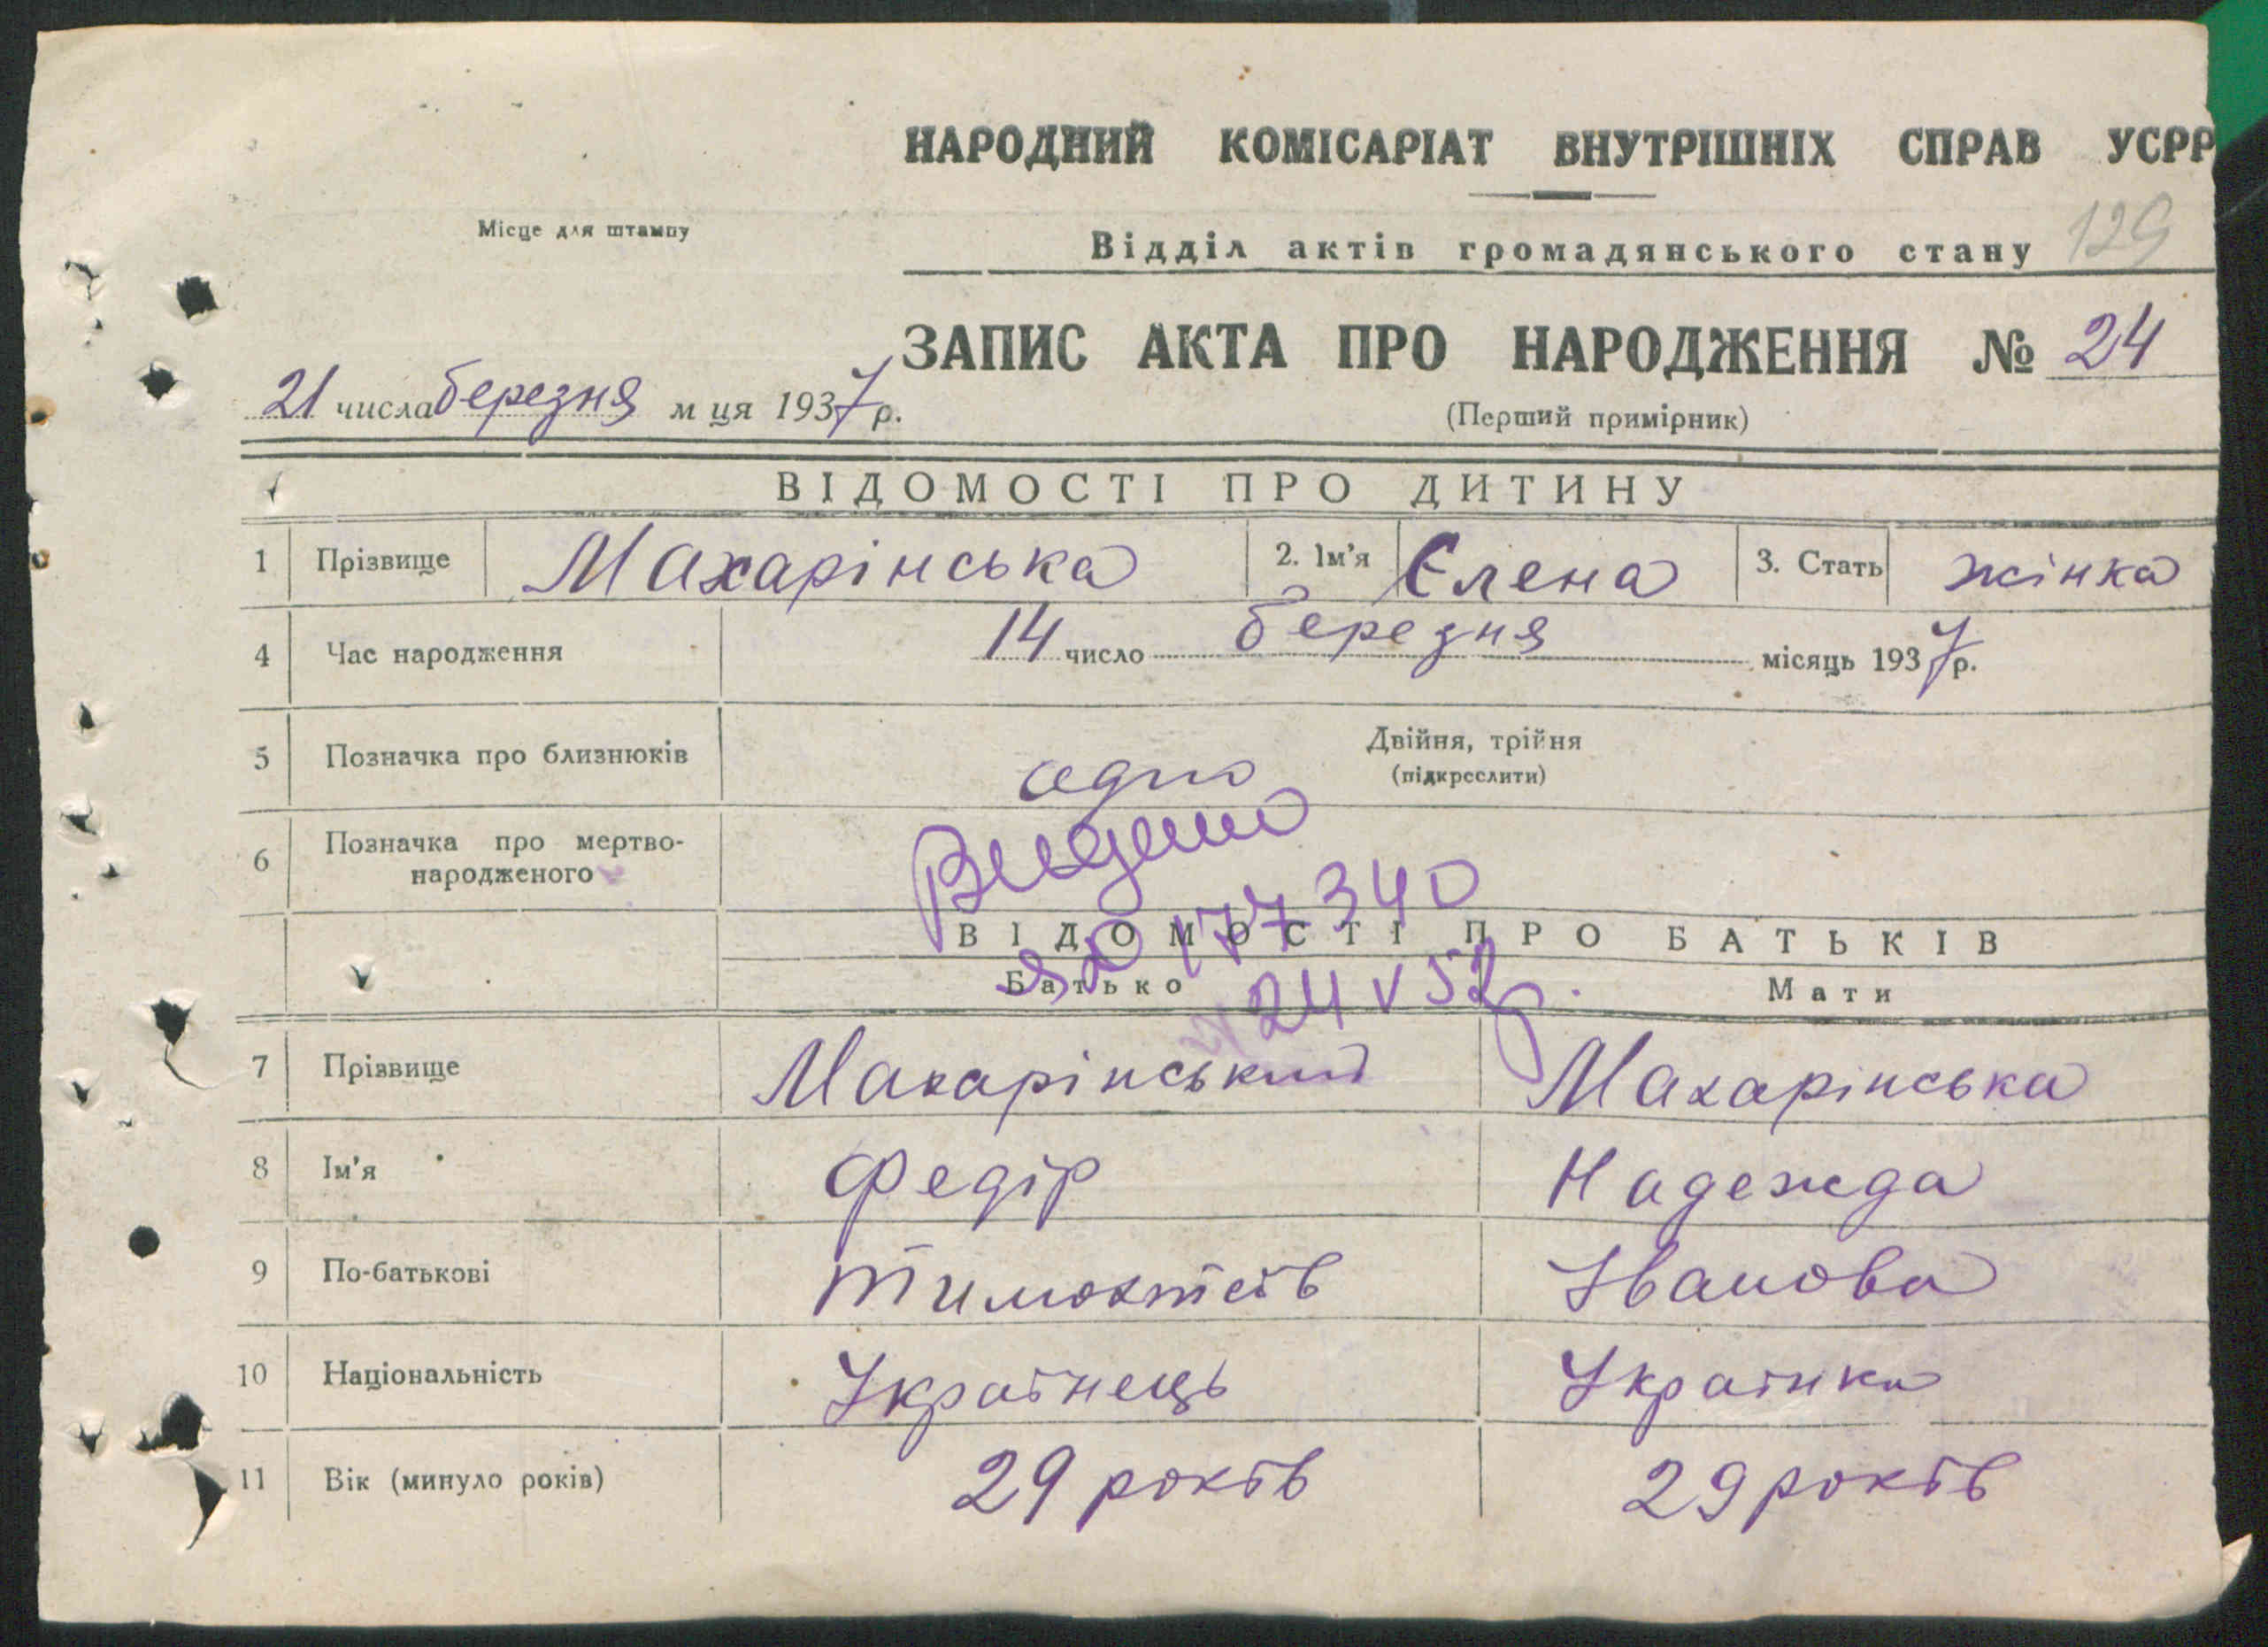 НАРОДНИЙ КОМІСАРІАТ ВНУТРІШНІХ СПРАВ УСРР
Місце для штампу
Відділ актів громадянського стану 129
ЗАПИС АКТА ПРО НАРОДЖЕННЯ № 24
21 числа березня м ця 1937 р.
(Перший примірник)
ВІДОМОСТІ ПРО ДИТИНУ
1 Прізвище Махарінська 2. Ім'я Єлена 3. Стать жінка
4 Час народження 14 число березня місяць 1937 р.
5 Позначка про близнюків одно Двійня, трійня
(підкреслити)
6 Позначка про мертво-
народженого
Видано
177340
24 V 52
ВІДОМОСТІ ПРО БАТЬКІВ
Батько Мати
7 Прізвище Махарінський Махарінська
8 Ім'я Федір Надежда
9 По-батькові Тимохтеїв Іванова
10 Національність Українець Українка
11 Вік (минуло років) 29 років 29 років